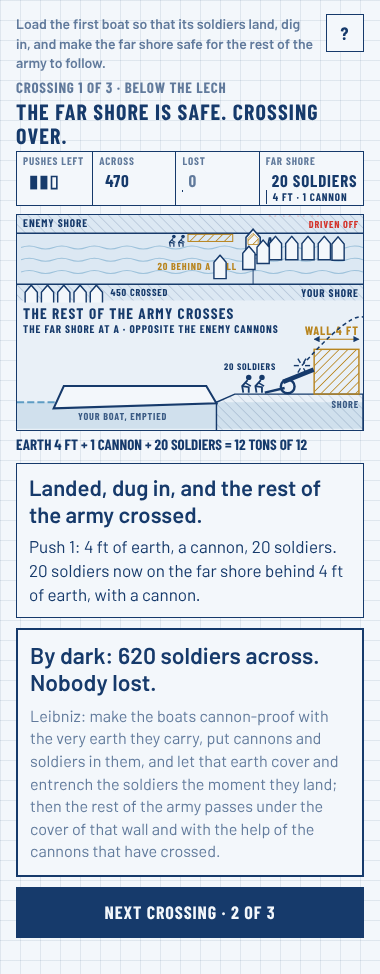 Load the first boat so that its soldiers land, dig
in, and make the far shore safe for the rest of the
army to follow.
?
CROSSING 1 OF 3 · BELOW THE LECH
THE FAR SHORE IS SAFE. CROSSING
OVER.
PUSHES LEFT
ACROSS
470
LOST
0
FAR SHORE
20 SOLDIERS
4 FT · 1 CANNON
ENEMY SHORE
DRIVEN OFF
20 BEHIND A
450 CROSSED
YOUR SHORE
THE REST OF THE ARMY CROSSES
THE FAR SHORE AT A · OPPOSITE THE ENEMY CANNONS
WALL 4 FT
20 SOLDIERS
SHORE
YOUR BOAT, EMPTIED
EARTH 4 FT + 1 CANNON + 20 SOLDIERS = 12 TONS OF 12
Landed, dug in, and the rest of
the army crossed.
Push 1: 4 ft of earth, a cannon, 20 soldiers.
20 soldiers now on the far shore behind 4 ft
of earth, with a cannon.
By dark: 620 soldiers across.
Nobody lost.
Leibniz: make the boats cannon-proof with
the very earth they carry, put cannons and
soldiers in them, and let that earth cover and
entrench the soldiers the moment they land;
then the rest of the army passes under the
cover of that wall and with the help of the
cannons that have crossed.
NEXT CROSSING · 2 OF 3